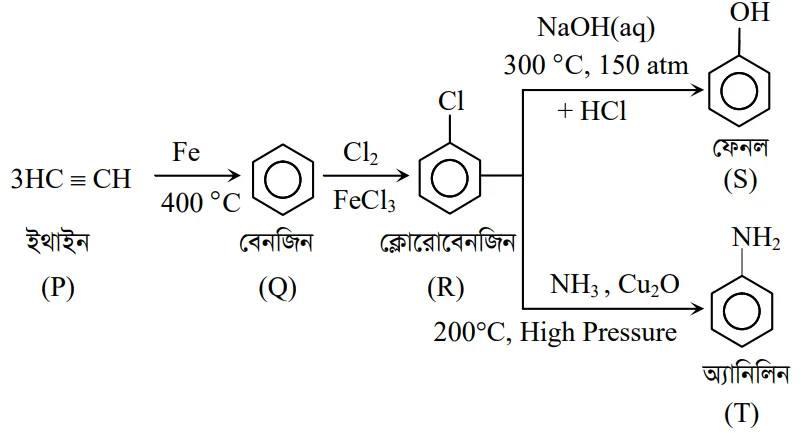 OH
NaOH(aq)
300 °C, 150 atm
+ HCl
ফেনল
(S)
Cl
3HC ≡ CH
Fe
400 °C
Cl₂
FeCl₃
ইথাইন
(P)
বেনজিন
(Q)
ক্লোরোবেনজিন
(R)
NH₂
NH₃ , Cu₂O
200°C, High Pressure
অ্যানিলিন
(T)